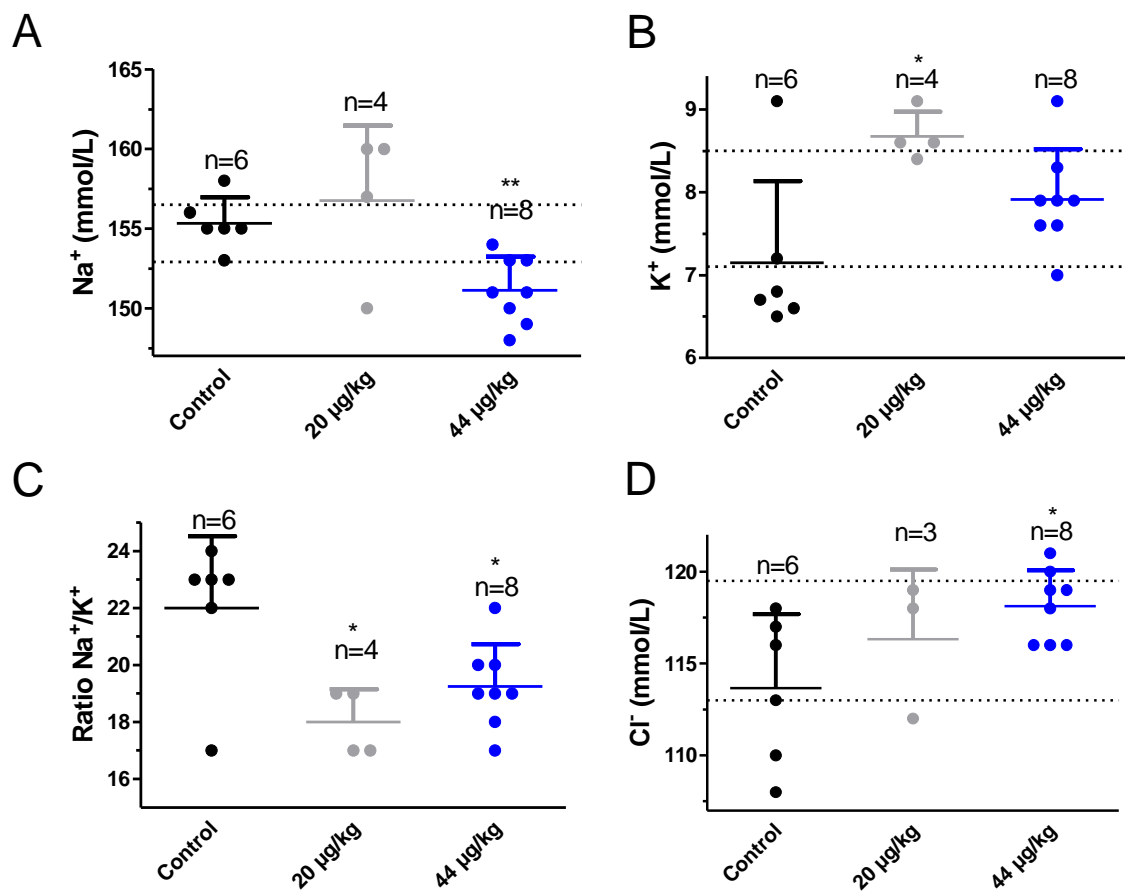 A
Na⁺ (mmol/L)
165
160
155
150
n=6
n=4
**
n=8
Control
20 µg/kg
44 µg/kg
B
K⁺ (mmol/L)
9
8
7
6
n=6
*
n=4
n=8
Control
20 µg/kg
44 µg/kg
C
Ratio Na⁺/K⁺
24
22
20
18
16
n=6
*
n=4
*
n=8
Control
20 µg/kg
44 µg/kg
D
Cl⁻ (mmol/L)
120
115
110
n=6
n=3
*
n=8
Control
20 µg/kg
44 µg/kg